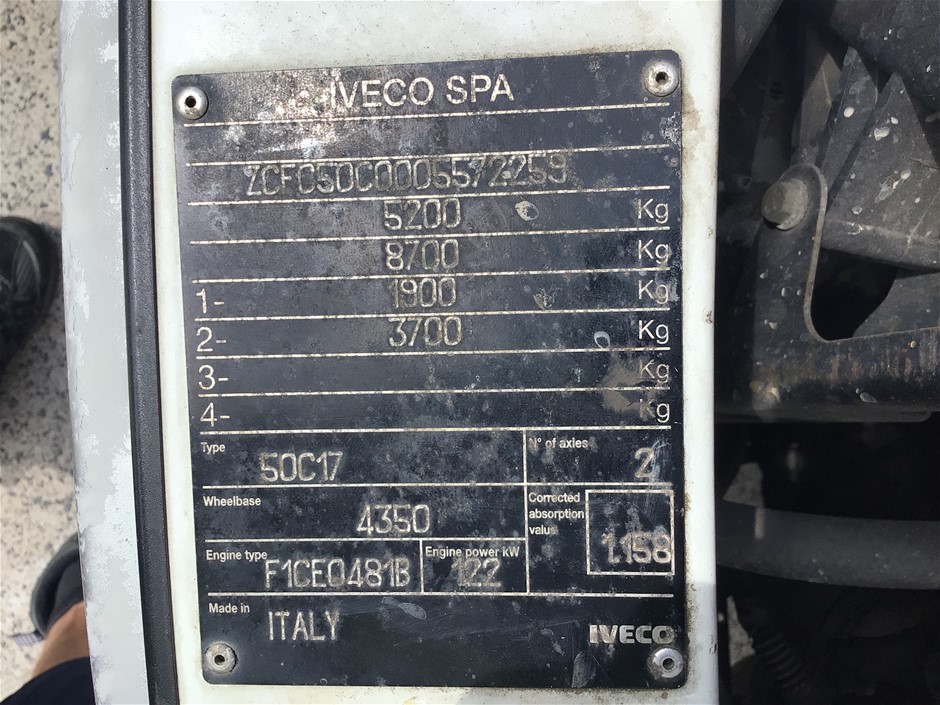 IVECO SPA
ZCFC50C0005572259
5200 Kg
8700 Kg
1- 1900 Kg
2- 3700 Kg
3- Kg
4- Kg
Type 50C17 N° of axles 2
Wheelbase 4350
Corrected absorption value 1.158
Engine type F1CE0481B Engine power kW 122
Made in ITALY IVECO